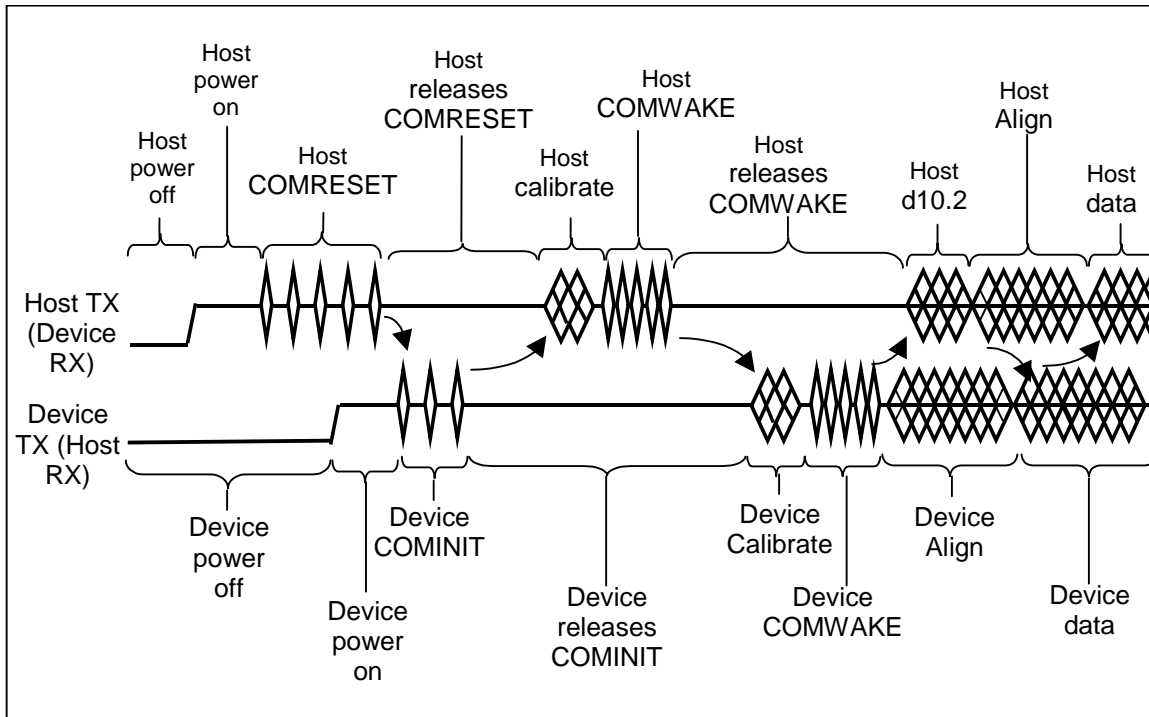 Host
power
off
Host
power
on
Host
COMRESET
Host
releases
COMRESET
Host
calibrate
Host
COMWAKE
Host
releases
COMWAKE
Host
d10.2
Host
Align
Host
data
Host TX
(Device
RX)
Device
TX (Host
RX)
Device
power
off
Device
power
on
Device
COMINIT
Device
releases
COMINIT
Device
Calibrate
Device
COMWAKE
Device
Align
Device
data